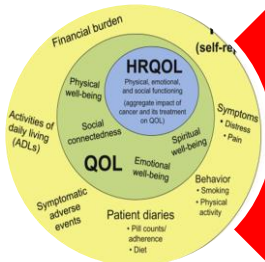 Financial burden
(self-re
HRQOL
Physical, emotional,
and social functioning
(aggregate impact of
cancer and its treatment
on QOL)
Physical
well-being
Social
connectedness
QOL
Emotional
well-being
Spiritual
well-being
Activities of
daily living
(ADLs)
Symptoms
• Distress
• Pain
Behavior
• Smoking
• Physical
activity
Symptomatic
adverse
events
Patient diaries
• Pill counts/
adherence
• Diet